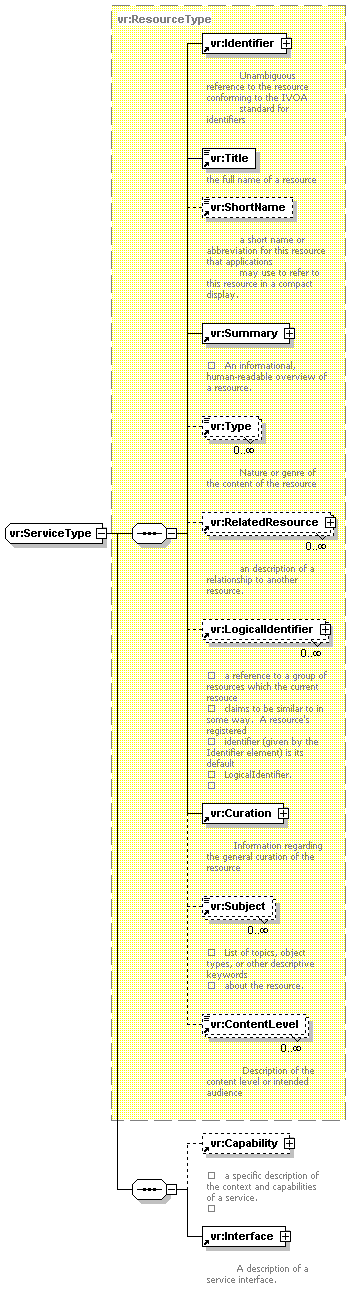 vr:ResourceType
vr:Identifier
Unambiguous
reference to the resource
conforming to the IVOA
standard for
identifiers
vr:Title
the full name of a resource
vr:ShortName
a short name or
abbreviation for this resource
that applications
may use to refer to
this resource in a compact
display.
vr:Summary
An informational,
human-readable overview of
a resource.
vr:Type
0..∞
Nature or genre of
the content of the resource
vr:RelatedResource
0..∞
an description of a
relationship to another
resource.
vr:ServiceType
vr:LogicalIdentifier
0..∞
a reference to a group of
resources which the current
resouce
claims to be similar to in
some way. A resource's
registered
identifier (given by the
Identifier element) is its
default
LogicalIdentifier.
vr:Curation
Information regarding
the general curation of the
resource
vr:Subject
0..∞
List of topics, object
types, or other descriptive
keywords
about the resource.
vr:ContentLevel
0..∞
Description of the
content level or intended
audience
vr:Capability
a specific description of
the context and capabilities
of a service.
vr:Interface
A description of a
service interface.